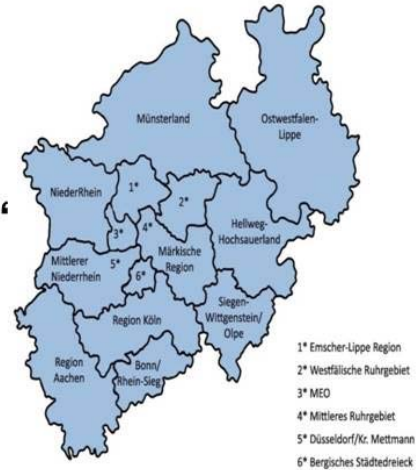 Münsterland
Ostwestfalen-
Lippe
NiederRhein
1*
2*
3*
4*
Hellweg-
Hochsauerland
Märkische
Region
Mittlerer
Niederrhein
5*
6*
Siegen-
Wittgenstein/
Olpe
Region Köln
Region
Aachen
Bonn/
Rhein-Sieg
1* Emscher-Lippe Region
2* Westfälische Ruhrgebiet
3* MEO
4* Mittleres Ruhrgebiet
5* Düsseldorf/Kr. Mettmann
6* Bergisches Städtedreieck